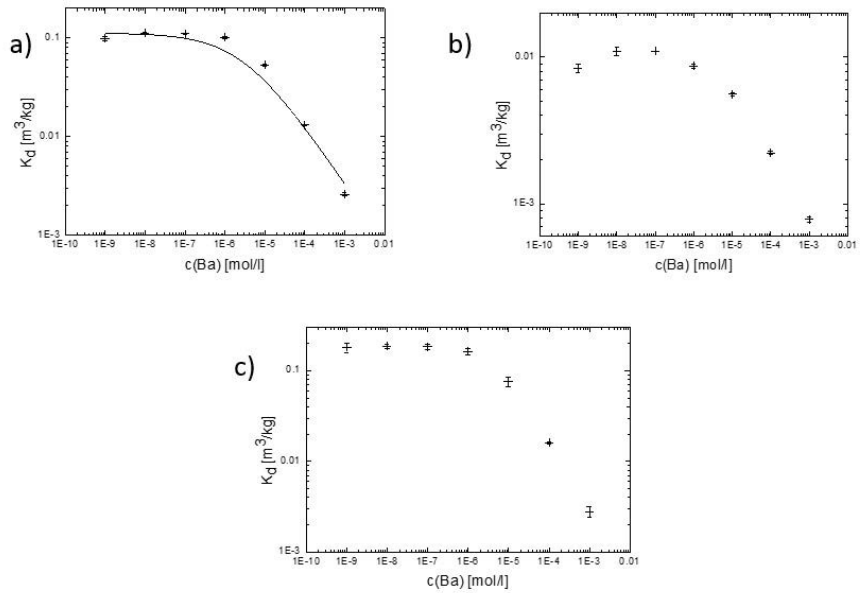 a)
0.1
0.01
1E-3
K_d [m^3/kg]
1E-10 1E-9 1E-8 1E-7 1E-6 1E-5 1E-4 1E-3 0.01
c(Ba) [mol/l]
b)
0.01
1E-3
K_d [m^3/kg]
1E-10 1E-9 1E-8 1E-7 1E-6 1E-5 1E-4 1E-3 0.01
c(Ba) [mol/l]
c)
0.1
0.01
1E-3
K_d [m^3/kg]
1E-10 1E-9 1E-8 1E-7 1E-6 1E-5 1E-4 1E-3 0.01
c(Ba) [mol/l]